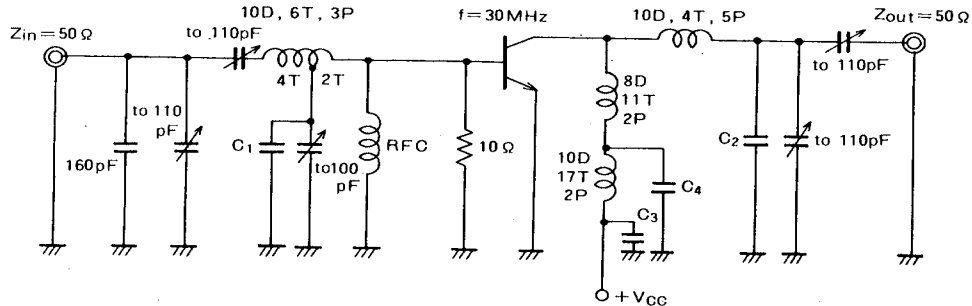 10D, 6T, 3P
f=30MHz
10D, 4T, 5P
Zin=50Ω
Zout=50Ω
to 110pF
to 110pF
4T
2T
8D
11T
2P
to 110
pF
160pF
C1
to100
pF
RFC
10Ω
10D
17T
2P
C4
C3
C2
to 110pF
+VCC